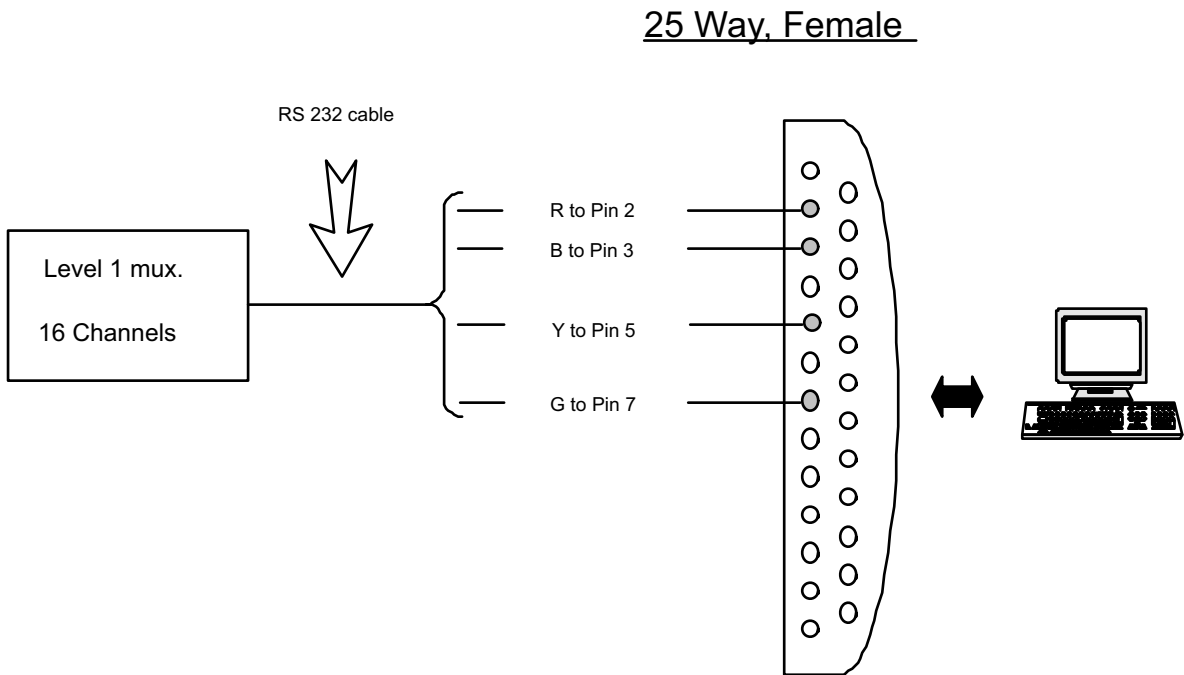 25 Way, Female
RS 232 cable
R to Pin 2
B to Pin 3
Level 1 mux.
16 Channels
Y to Pin 5
G to Pin 7